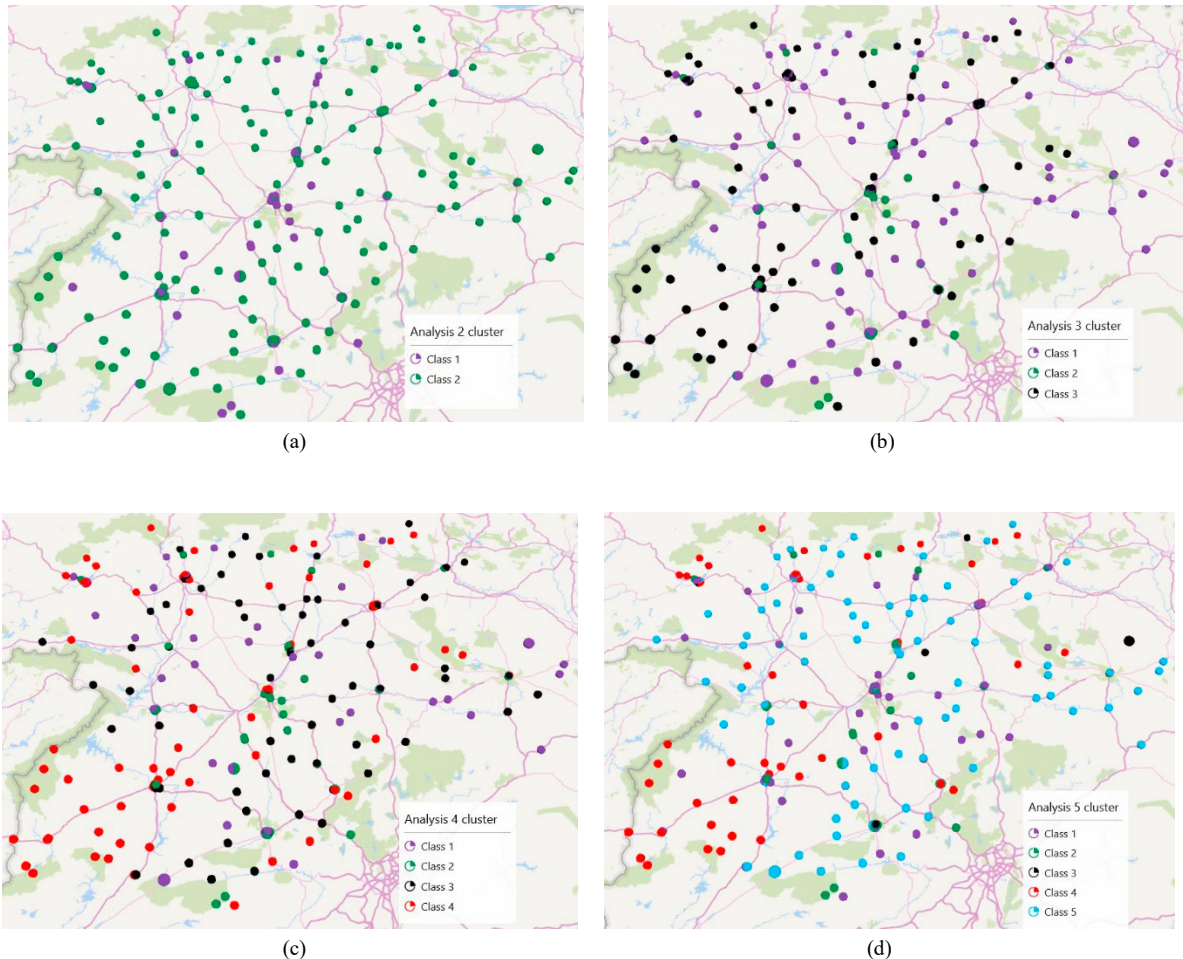 Analysis 2 cluster
Class 1
Class 2
Analysis 3 cluster
Class 1
Class 2
Class 3
(a)
(b)
Analysis 4 cluster
Class 1
Class 2
Class 3
Class 4
Analysis 5 cluster
Class 1
Class 2
Class 3
Class 4
Class 5
(c)
(d)